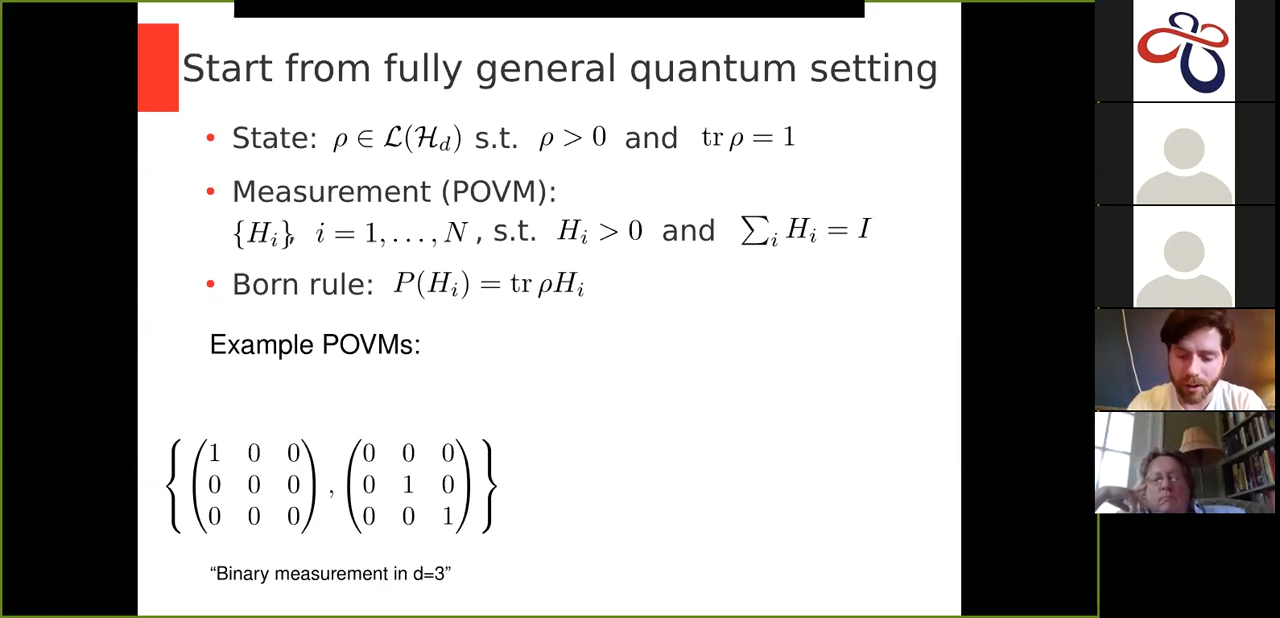 Start from fully general quantum setting
• State: ρ ∈ ℒ(ℋ_d) s.t. ρ > 0 and tr ρ = 1
• Measurement (POVM):
{H_i}, i = 1, . . . , N , s.t. H_i > 0 and ∑_i H_i = I
• Born rule: P(H_i) = tr ρH_i
Example POVMs:
{ ( 1 0 0 ) , ( 0 0 0 ) }
0 0 0 0 1 0
0 0 0 0 0 1
“Binary measurement in d=3”